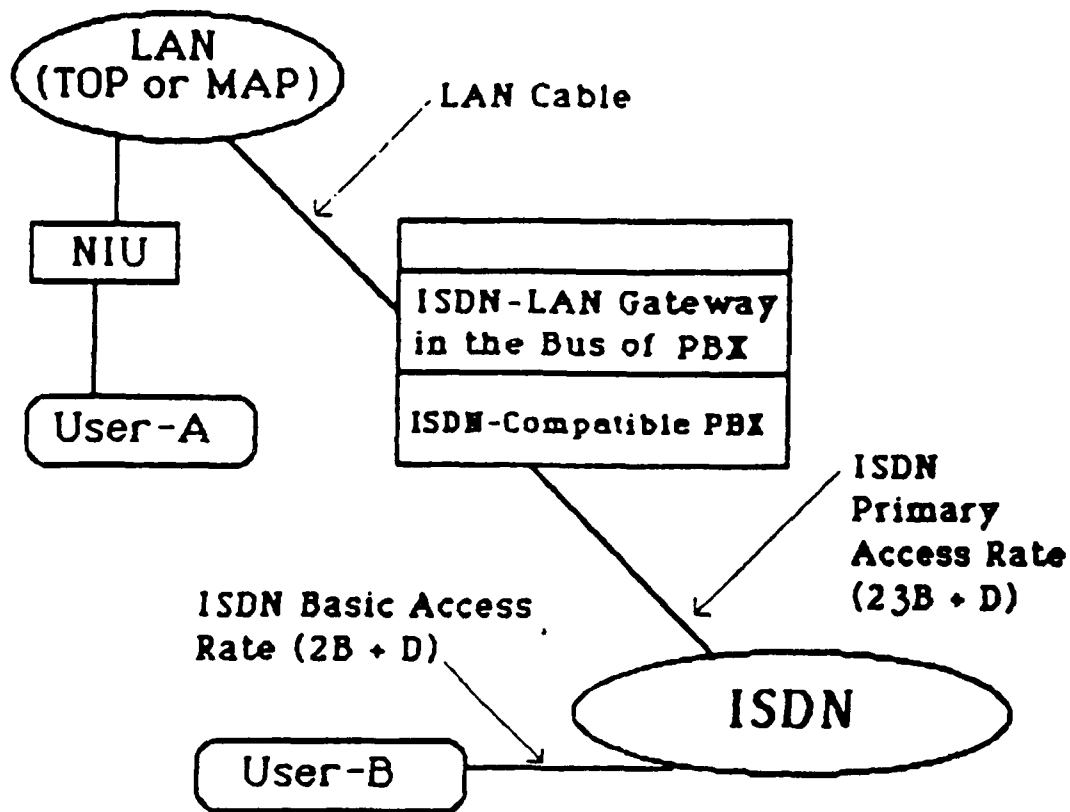 LAN
(TOP or MAP)
LAN Cable
NIU
ISDN-LAN Gateway
in the Bus of PBX
User-A
ISDN-Compatible PBX
ISDN
Primary
Access Rate
(23B + D)
ISDN Basic Access
Rate (2B + D)
ISDN
User-B